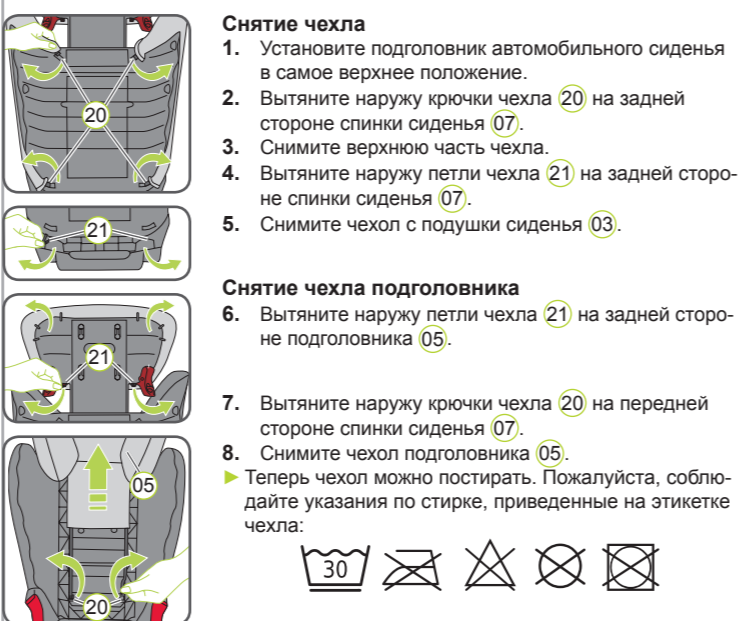 Снятие чехла
1. Установите подголовник автомобильного сиденья
в самое верхнее положение.
2. Вытяните наружу крючки чехла 20 на задней
стороне спинки сиденья 07.
3. Снимите верхнюю часть чехла.
4. Вытяните наружу петли чехла 21 на задней сторо-
не спинки сиденья 07.
5. Снимите чехол с подушки сиденья 03.
Снятие чехла подголовника
6. Вытяните наружу петли чехла 21 на задней сторо-
не подголовника 05.
7. Вытяните наружу крючки чехла 20 на передней
стороне спинки сиденья 07.
8. Снимите чехол подголовника 05.
► Теперь чехол можно постирать. Пожалуйста, соблю-
дайте указания по стирке, приведенные на этикетке
чехла:
30
20
21
21
05
20